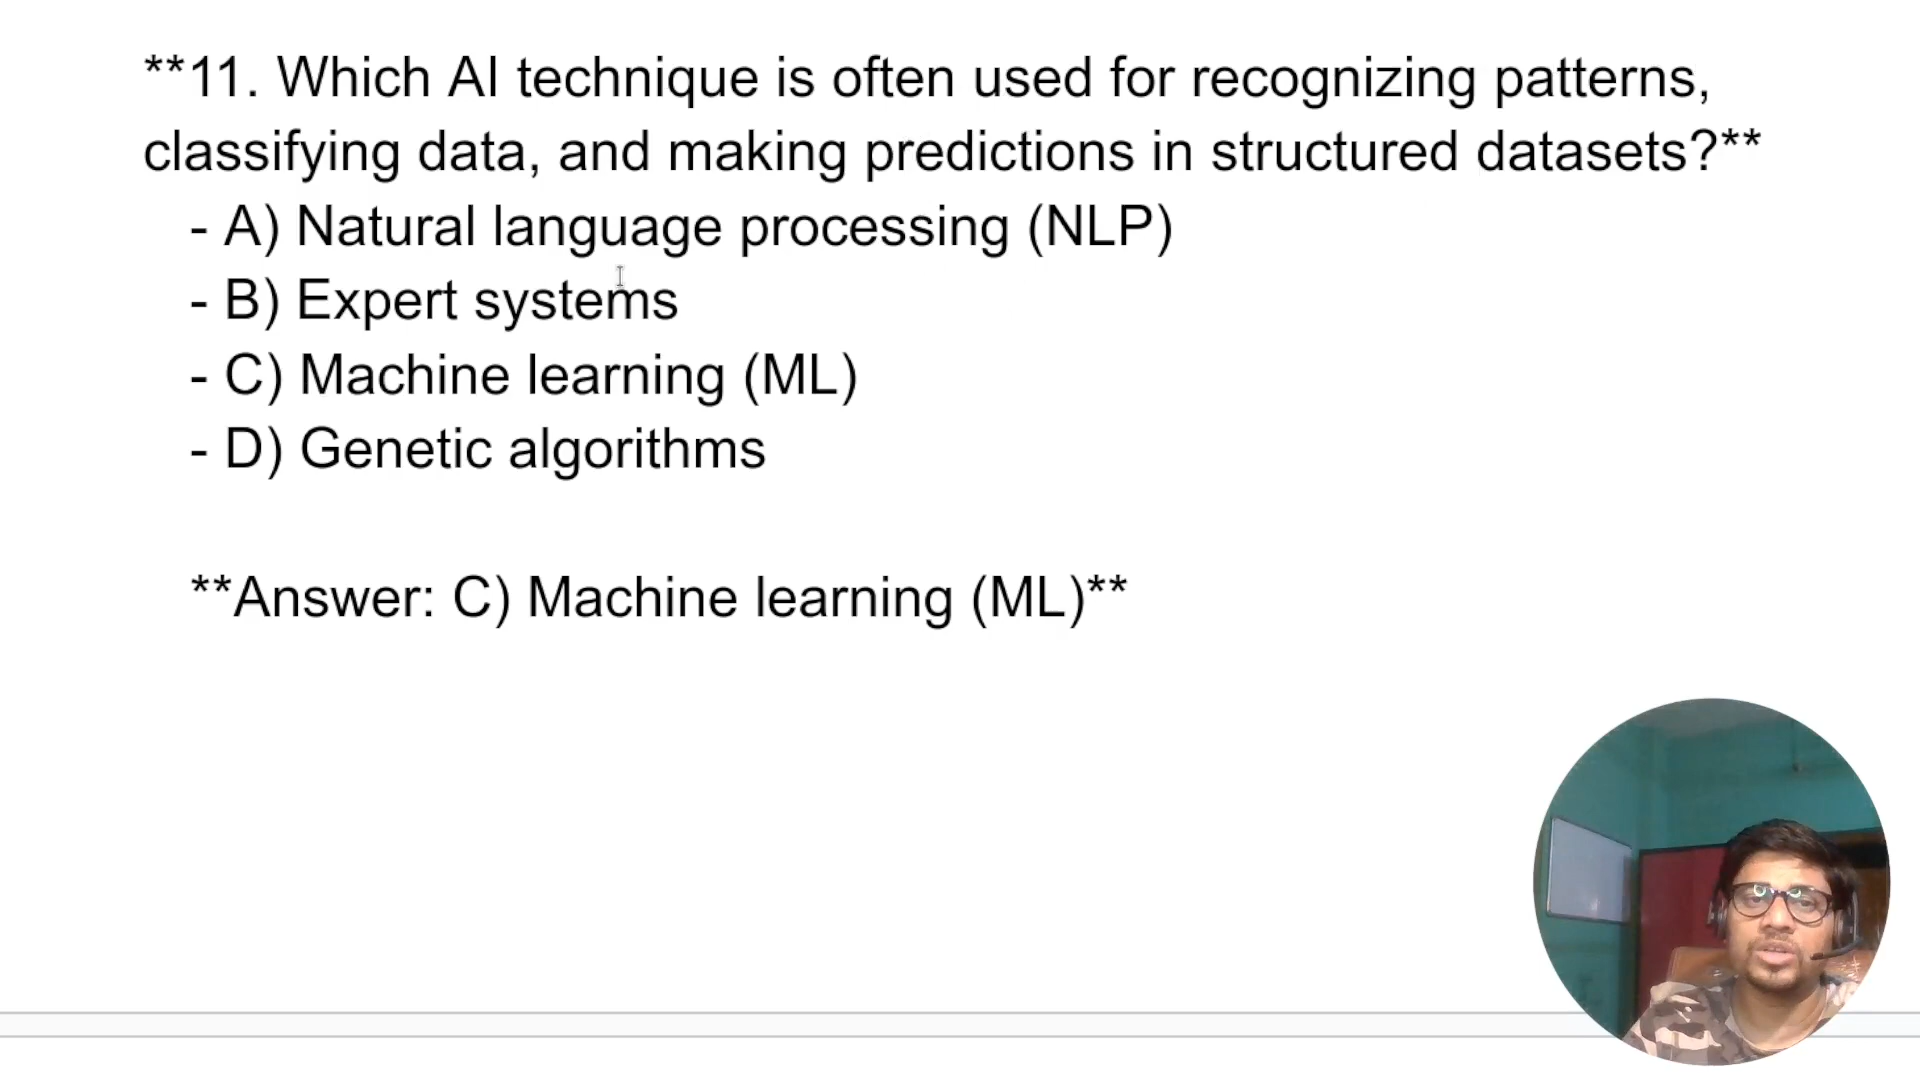 **11. Which AI technique is often used for recognizing patterns,
classifying data, and making predictions in structured datasets?**
- A) Natural language processing (NLP)
- B) Expert systems
- C) Machine learning (ML)
- D) Genetic algorithms
**Answer: C) Machine learning (ML)**